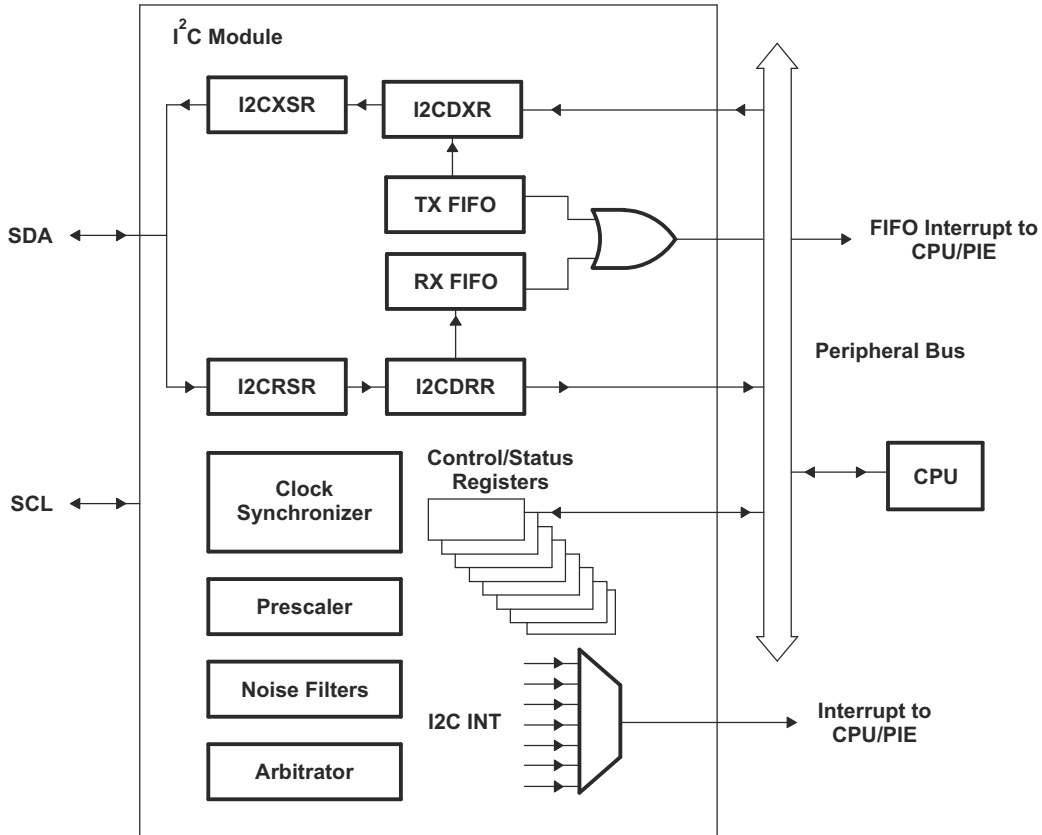 I2C Module
I2CXSR
I2CDXR
TX FIFO
SDA
FIFO Interrupt to
CPU/PIE
RX FIFO
Peripheral Bus
I2CRSR
I2CDRR
Control/Status
Registers
CPU
SCL
Clock
Synchronizer
Prescaler
Noise Filters
I2C INT
Interrupt to
CPU/PIE
Arbitrator